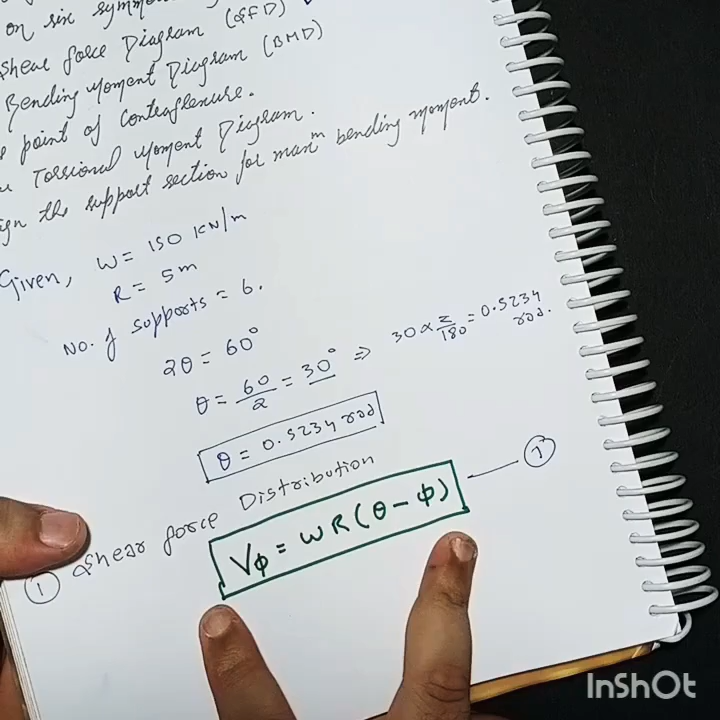 on six symm
Shear force Diagram (SFD)
Bending Moment Diagram (BMD)
point of Contraflexure.
Torsional Moment Diagram.
ign the support section for maxm bending moment.
Given, W = 150 KN/m
R = 5m
No. of supports = 6.
2θ = 60°
θ = 60/2 = 30° ⇒ 30 × π/180 = 0.5234 rad.
θ = 0.5234 rad
① Shear force Distribution
Vφ = WR(θ - φ) — ①
InShOt